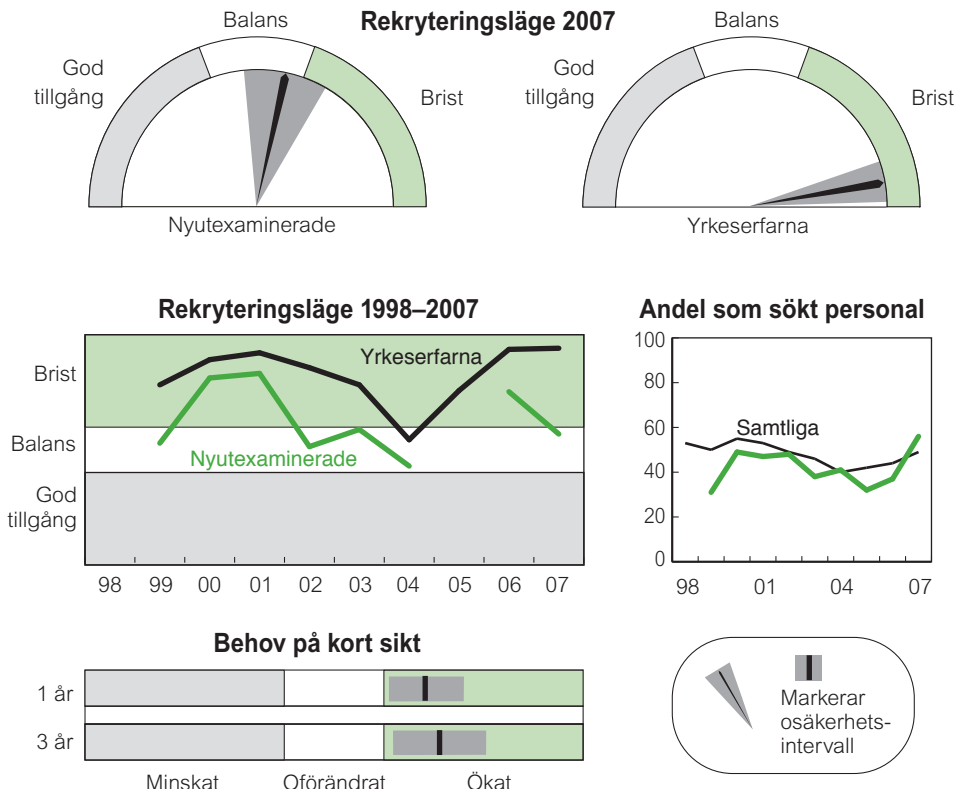 Rekryteringsläge 2007
Balans
God
tillgång
Brist
Nyutexaminerade
Balans
God
tillgång
Brist
Yrkeserfarna
Rekryteringsläge 1998–2007
Brist
Balans
God
tillgång
Yrkeserfarna
Nyutexaminerade
98 99 00 01 02 03 04 05 06 07
Andel som sökt personal
100
80
60
40
20
0
Samtliga
98 01 04 07
Behov på kort sikt
1 år
3 år
Minskat Oförändrat Ökat
Markerar
osäkerhets-
intervall